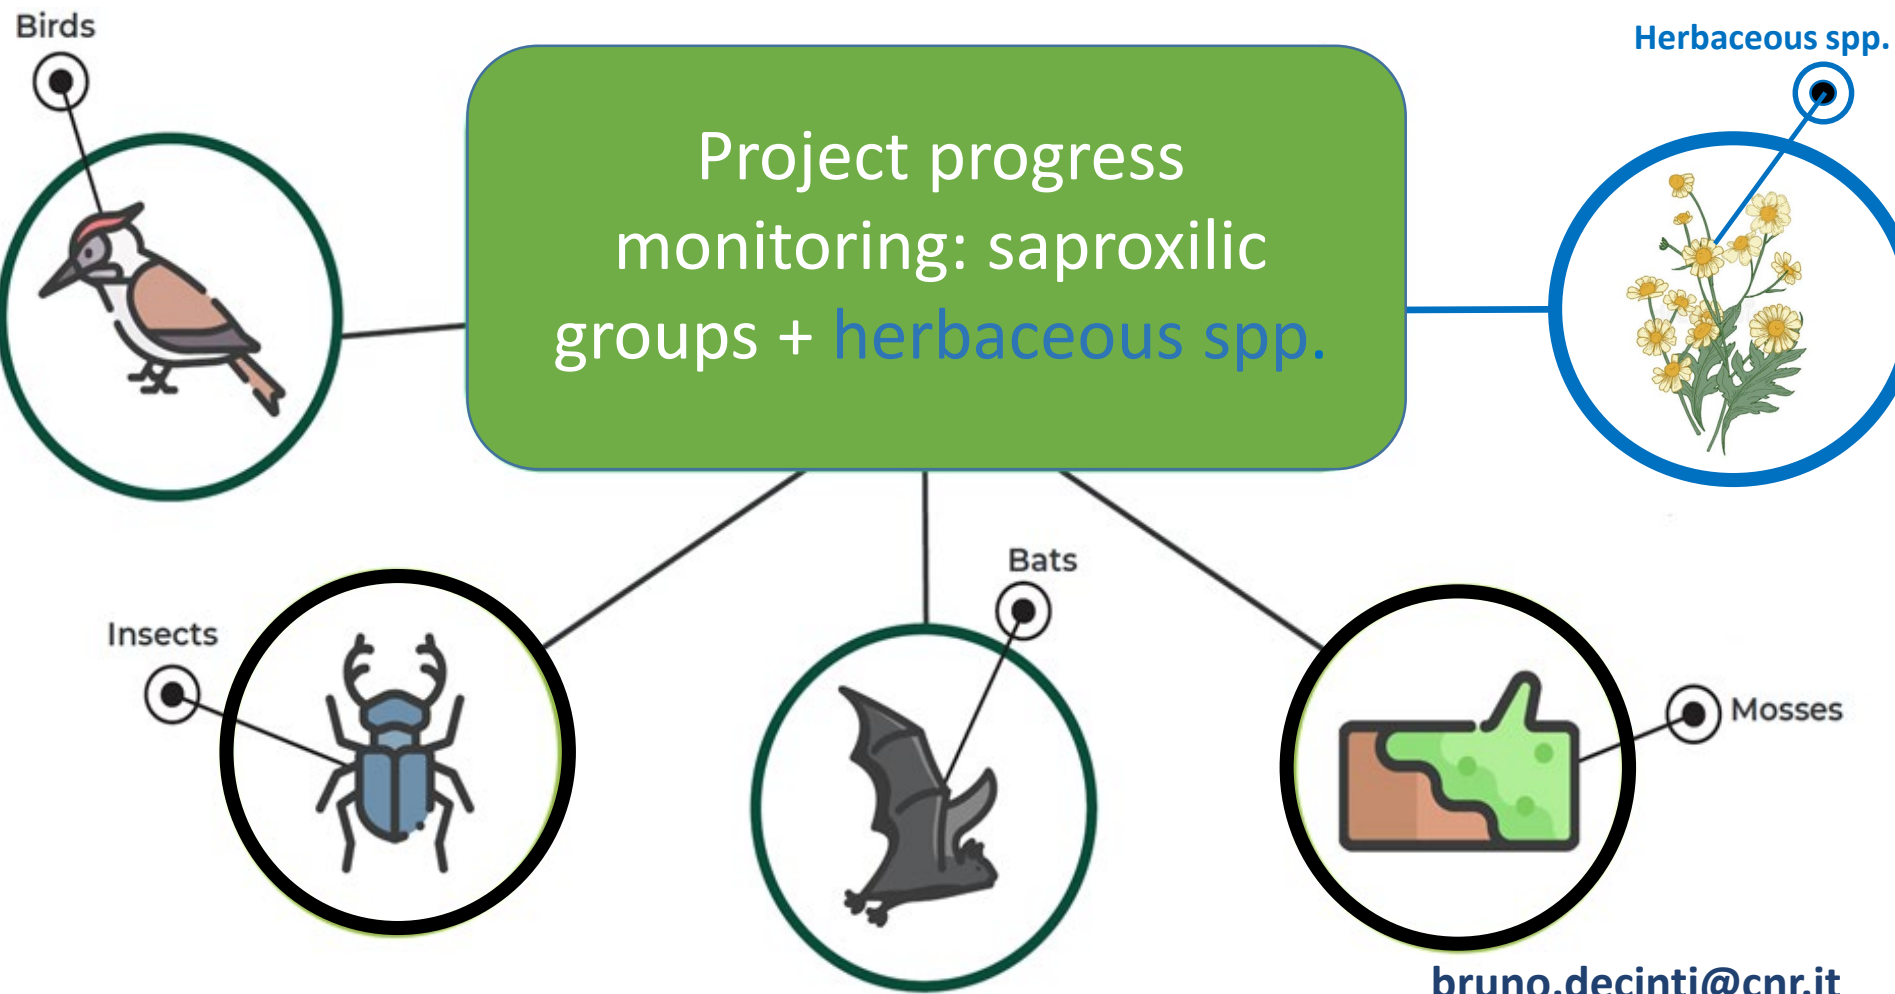 Birds
Herbaceous spp.
Project progress
monitoring: saproxilic
groups + herbaceous spp.
Bats
Insects
Mosses
bruno.decinti@cnr.it